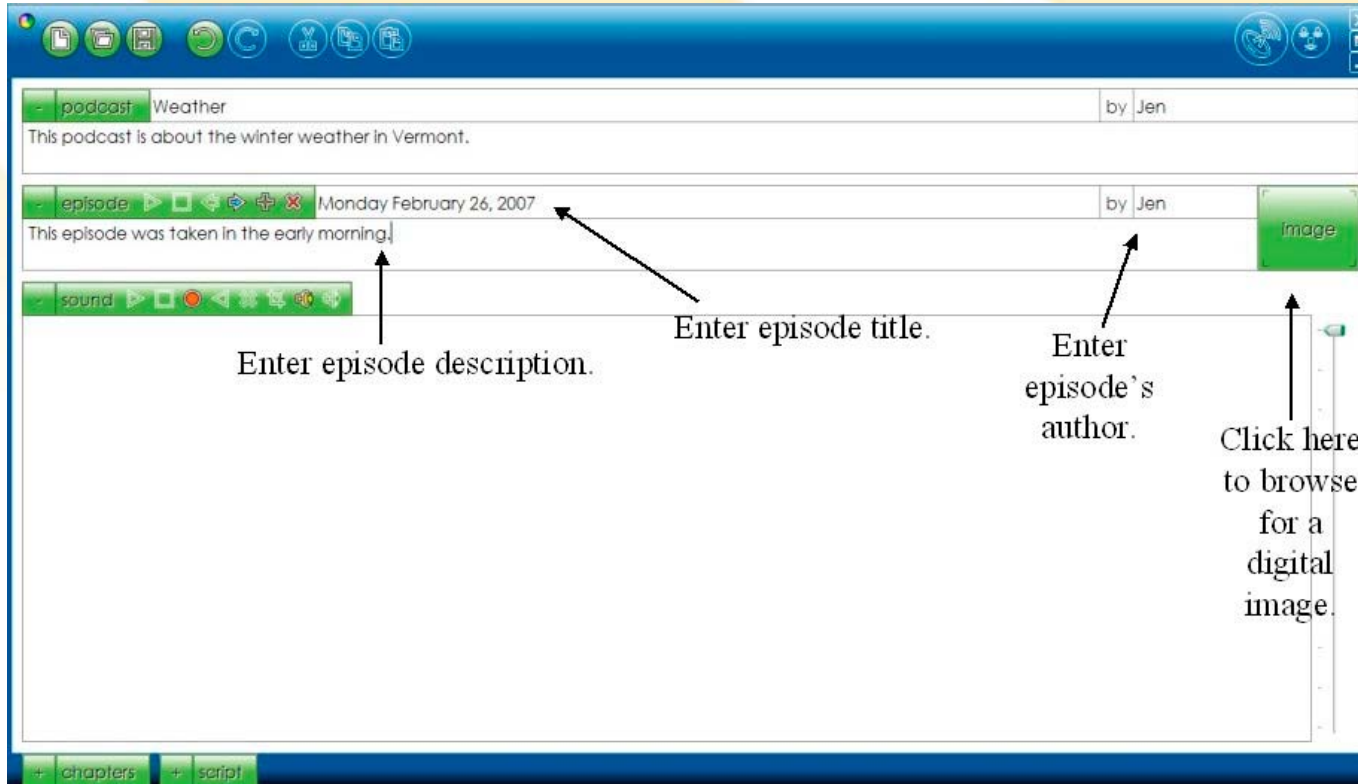 - podcast Weather by Jen
This podcast is about the winter weather in Vermont.
- episode Monday February 26, 2007 by Jen
This episode was taken in the early morning.
image
- sound
Enter episode description.
Enter episode title.
Enter
episode`s
author.
Click here
to browse
for a
digital
image.
+ chapters + script